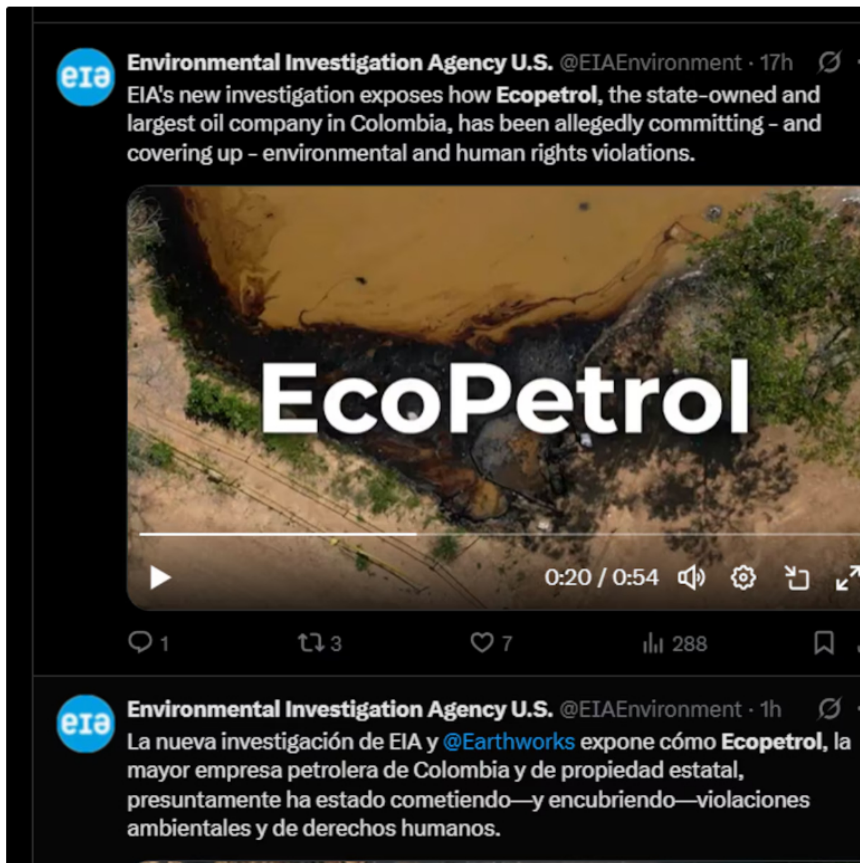 eia
Environmental Investigation Agency U.S. @EIAEnvironment · 17h
EIA's new investigation exposes how Ecopetrol, the state-owned and
largest oil company in Colombia, has been allegedly committing - and
covering up - environmental and human rights violations.
EcoPetrol
0:20 / 0:54
1 3 7 288
eia
Environmental Investigation Agency U.S. @EIAEnvironment · 1h
La nueva investigación de EIA y @Earthworks expone cómo Ecopetrol, la
mayor empresa petrolera de Colombia y de propiedad estatal,
presuntamente ha estado cometiendo—y encubriendo—violaciones
ambientales y de derechos humanos.